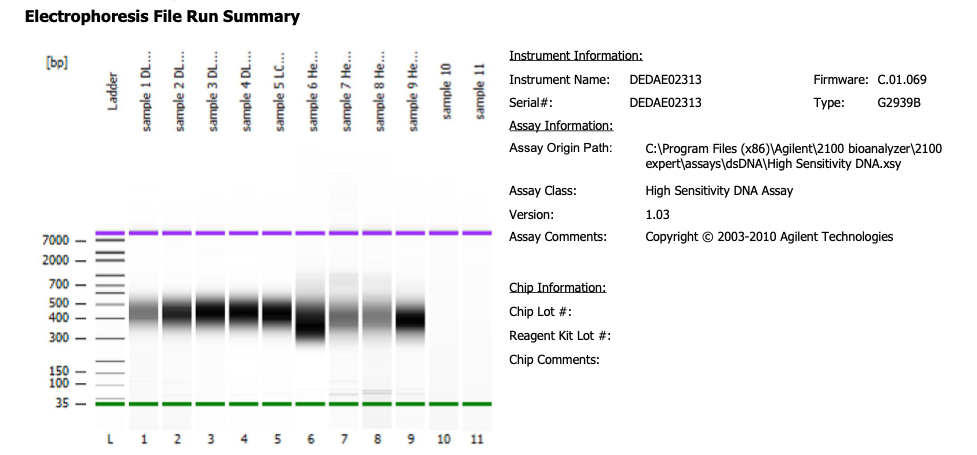 Electrophoresis File Run Summary
[bp]
Ladder
sample 1 DL...
sample 2 DL...
sample 3 DL...
sample 4 DL...
sample 5 LC...
sample 6 He...
sample 7 He...
sample 8 He...
sample 9 He...
sample 10
sample 11
7000
2000
700
500
400
300
150
100
35
L 1 2 3 4 5 6 7 8 9 10 11
Instrument Information:
Instrument Name: DEDAE02313 Firmware: C.01.069
Serial#: DEDAE02313 Type: G2939B
Assay Information:
Assay Origin Path: C:\Program Files (x86)\Agilent\2100 bioanalyzer\2100
expert\assays\dsDNA\High Sensitivity DNA.xsy
Assay Class: High Sensitivity DNA Assay
Version: 1.03
Assay Comments: Copyright © 2003-2010 Agilent Technologies
Chip Information:
Chip Lot #:
Reagent Kit Lot #:
Chip Comments: